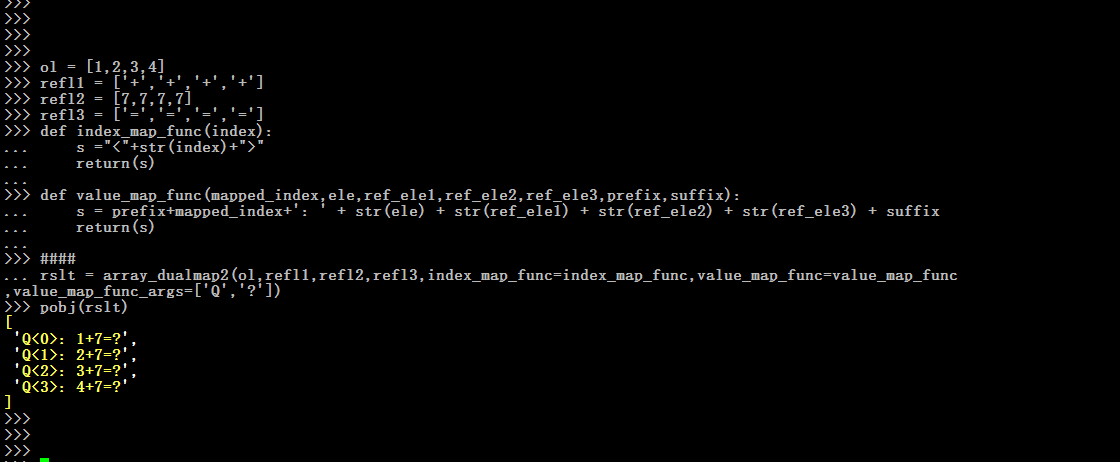 >>>
>>>
>>>
>>>
>>> ol = [1,2,3,4]
>>> refl1 = ['+','+','+','+']
>>> refl2 = [7,7,7,7]
>>> refl3 = ['=','=','=','=']
>>> def index_map_func(index):
...     s ="<"+str(index)+">"
...     return(s)
...
>>> def value_map_func(mapped_index,ele,ref_ele1,ref_ele2,ref_ele3,prefix,suffix):
...     s = prefix+mapped_index+': ' + str(ele) + str(ref_ele1) + str(ref_ele2) + str(ref_ele3) + suffix
...     return(s)
...
>>> ####
... rslt = array_dualmap2(ol,refl1,refl2,refl3,index_map_func=index_map_func,value_map_func=value_map_func
,value_map_func_args=['Q','?'])
>>> pobj(rslt)
[
 'Q<0>: 1+7=?',
 'Q<1>: 2+7=?',
 'Q<2>: 3+7=?',
 'Q<3>: 4+7=?'
]
>>>
>>>
>>>